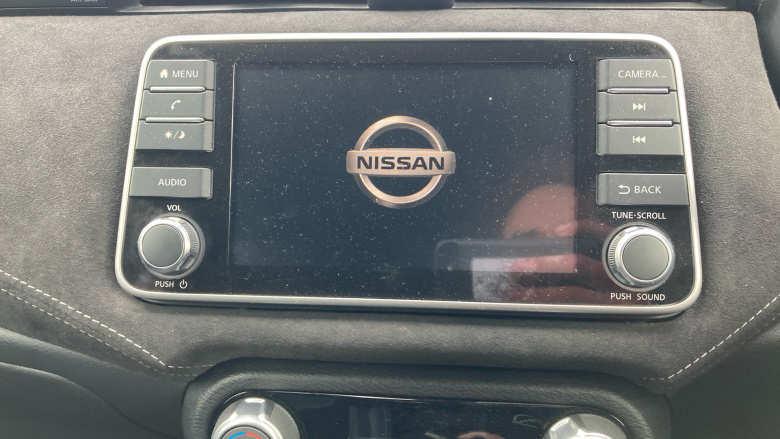 MENU
CAMERA
AUDIO
NISSAN
BACK
VOL
TUNE·SCROLL
PUSH
PUSH SOUND